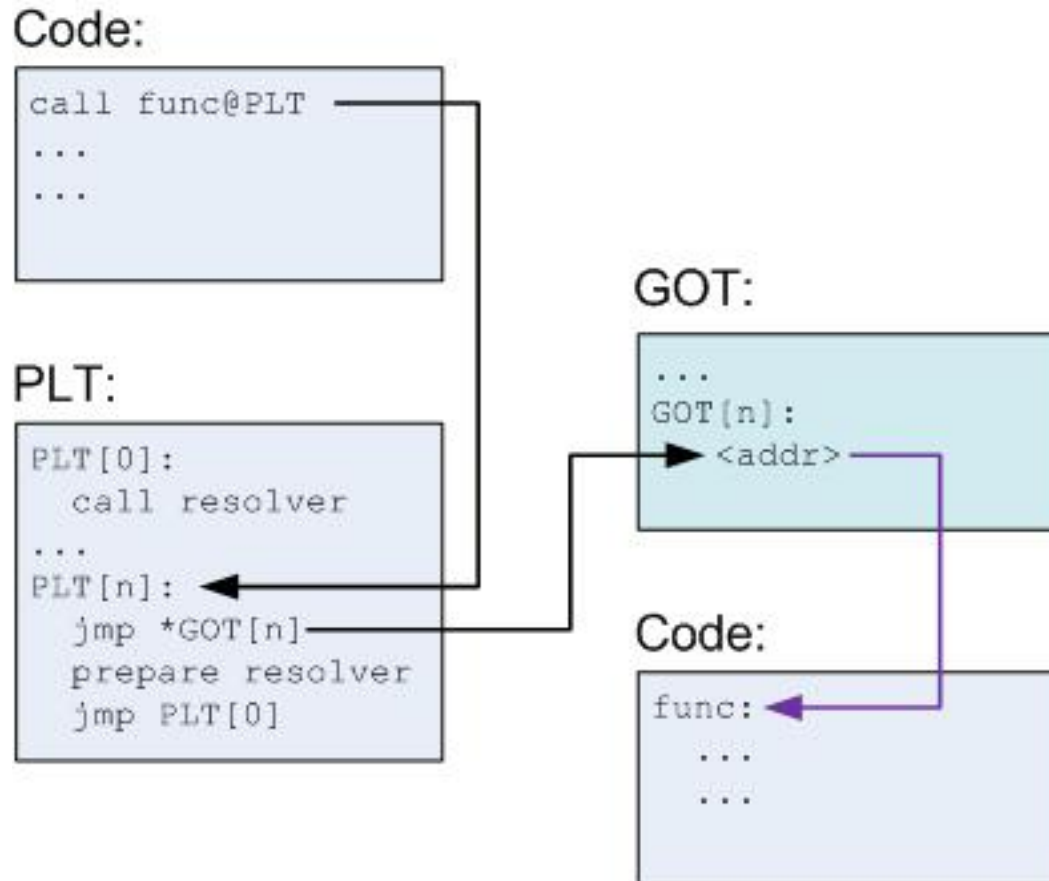 Code:
call func@PLT
...
...
PLT:
PLT[0]:
call resolver
...
PLT[n]:
jmp *GOT[n]
prepare resolver
jmp PLT[0]
GOT:
...
GOT[n]:
<addr>
Code:
func:
...
...